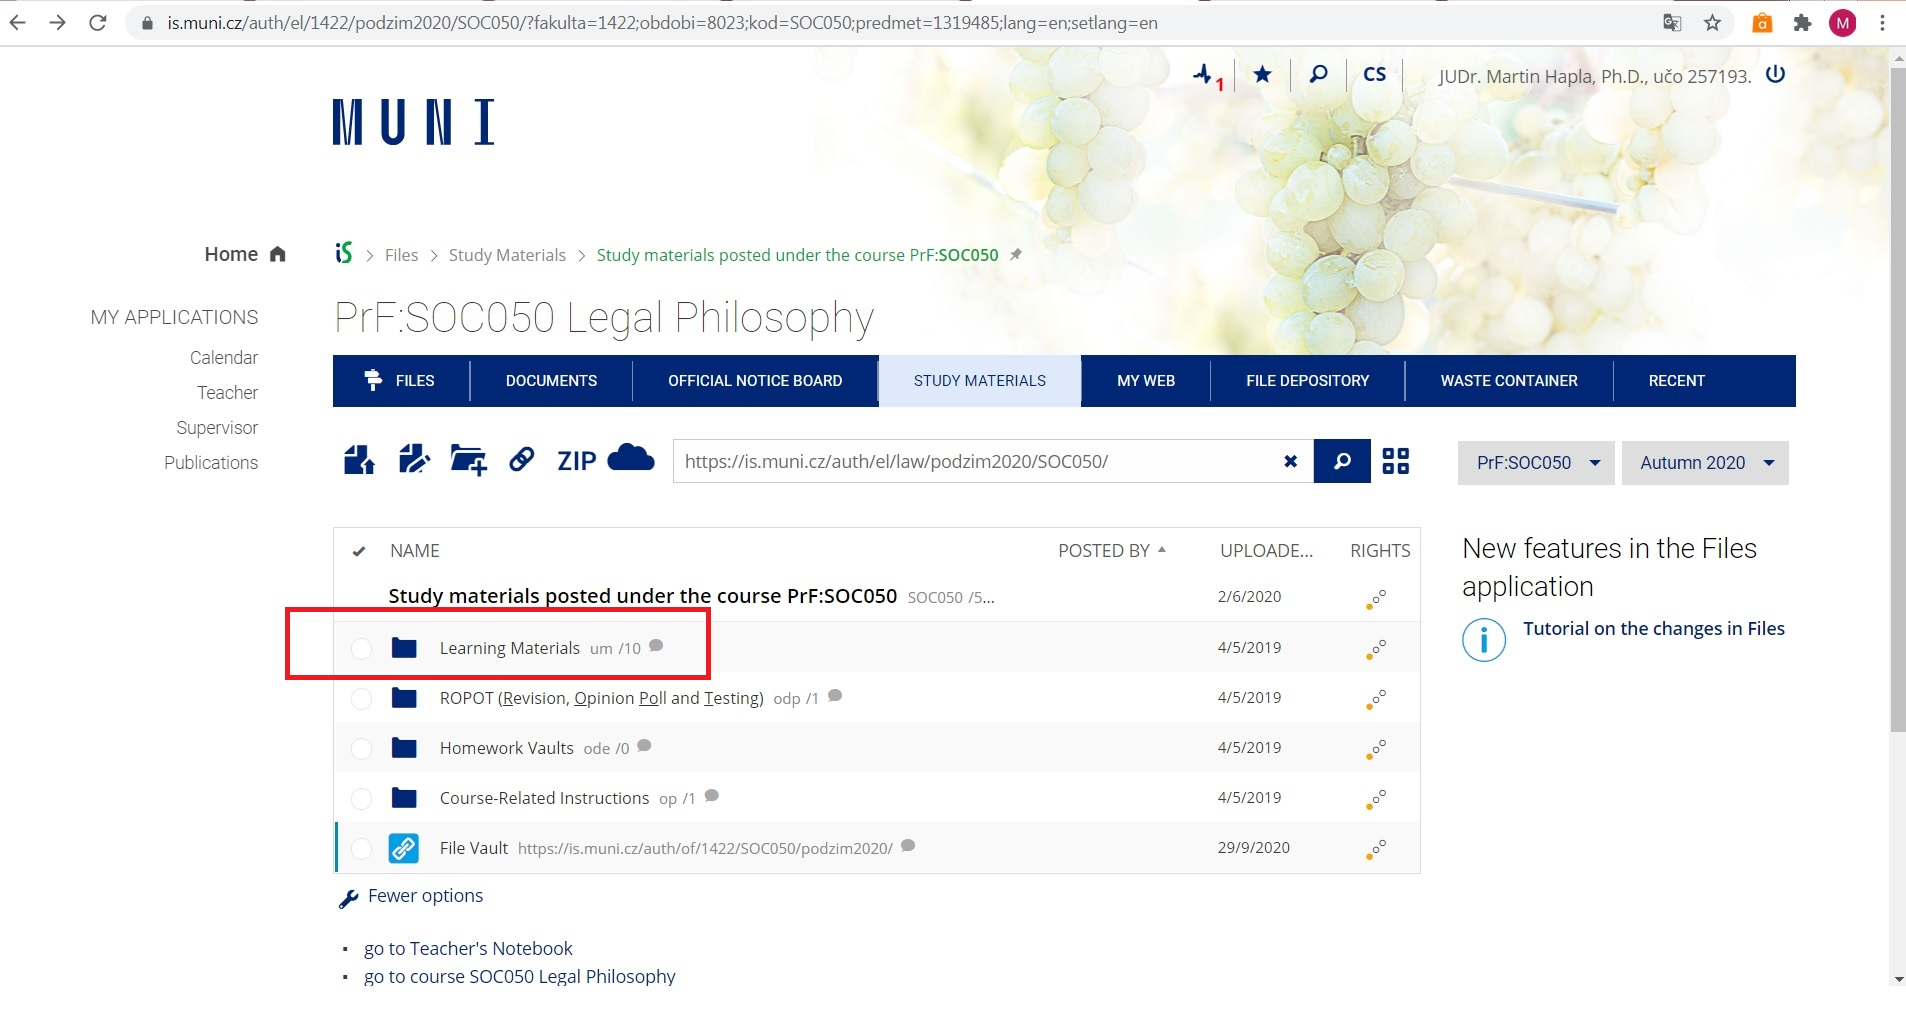 is.muni.cz/auth/el/1422/podzim2020/SOC050/?fakulta=1422;obdobi=8023;kod=SOC050;predmet=1319485;lang=en;setlang=en
a
M
1
CS
JUDr. Martin Hapla, Ph.D., učo 257193.
MUNI
Home
iS > Files > Study Materials > Study materials posted under the course PrF:SOC050
MY APPLICATIONS
Calendar
Teacher
Supervisor
Publications
PrF:SOC050 Legal Philosophy
FILES DOCUMENTS OFFICIAL NOTICE BOARD STUDY MATERIALS MY WEB FILE DEPOSITORY WASTE CONTAINER RECENT
ZIP https://is.muni.cz/auth/el/law/podzim2020/SOC050/ PrF:SOC050 Autumn 2020
NAME POSTED BY UPLOADE... RIGHTS
Study materials posted under the course PrF:SOC050 SOC050 /5... 2/6/2020
Learning Materials um /10 4/5/2019
ROPOT (Revision, Opinion Poll and Testing) odp /1 4/5/2019
Homework Vaults ode /0 4/5/2019
Course-Related Instructions op /1 4/5/2019
File Vault https://is.muni.cz/auth/of/1422/SOC050/podzim2020/ 29/9/2020
Fewer options
▪ go to Teacher's Notebook
▪ go to course SOC050 Legal Philosophy
New features in the Files
application
i Tutorial on the changes in Files